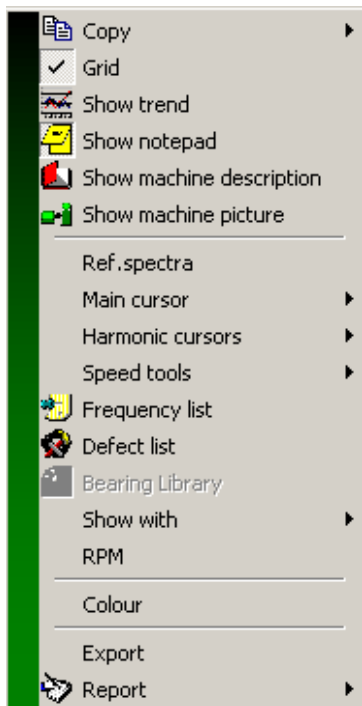 Copy
Grid
Show trend
Show notepad
Show machine description
Show machine picture
Ref.spectra
Main cursor
Harmonic cursors
Speed tools
Frequency list
Defect list
Bearing Library
Show with
RPM
Colour
Export
Report